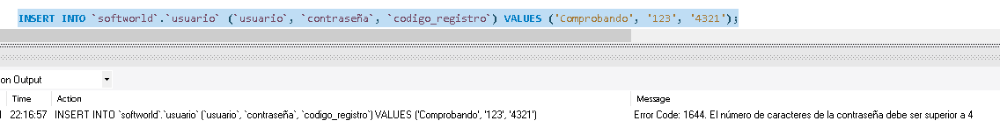 INSERT INTO `softworld`.`usuario` (`usuario`, `contraseña`, `codigo_registro`) VALUES ('Comprobando', '123', '4321');
on Output
Time Action Message
22:16:57 INSERT INTO `softworld`.`usuario` (`usuario`, `contraseña`, `codigo_registro`) VALUES ('Comprobando', '123', '4321') Error Code: 1644. El número de caracteres de la contraseña debe ser superior a 4